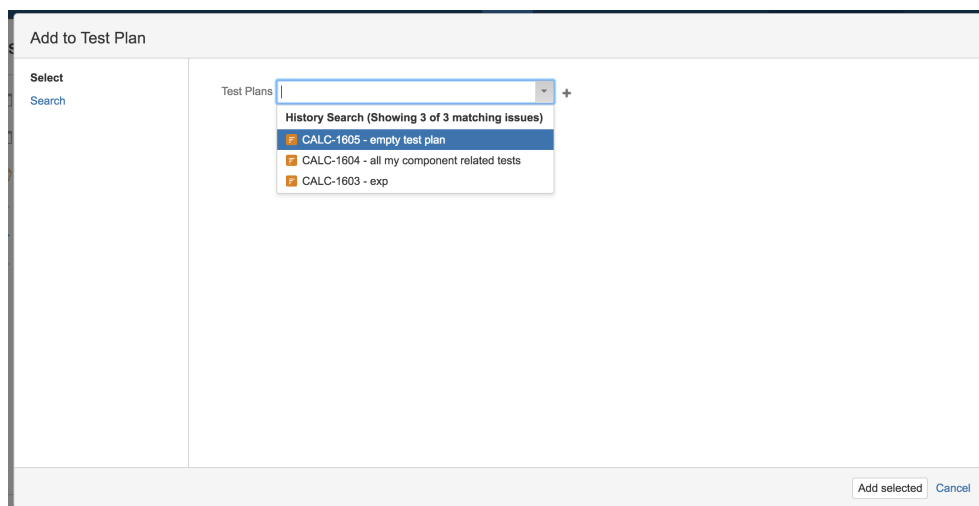 Add to Test Plan
Select
Search
Test Plans
History Search (Showing 3 of 3 matching issues)
CALC-1605 - empty test plan
CALC-1604 - all my component related tests
CALC-1603 - exp
Add selected Cancel